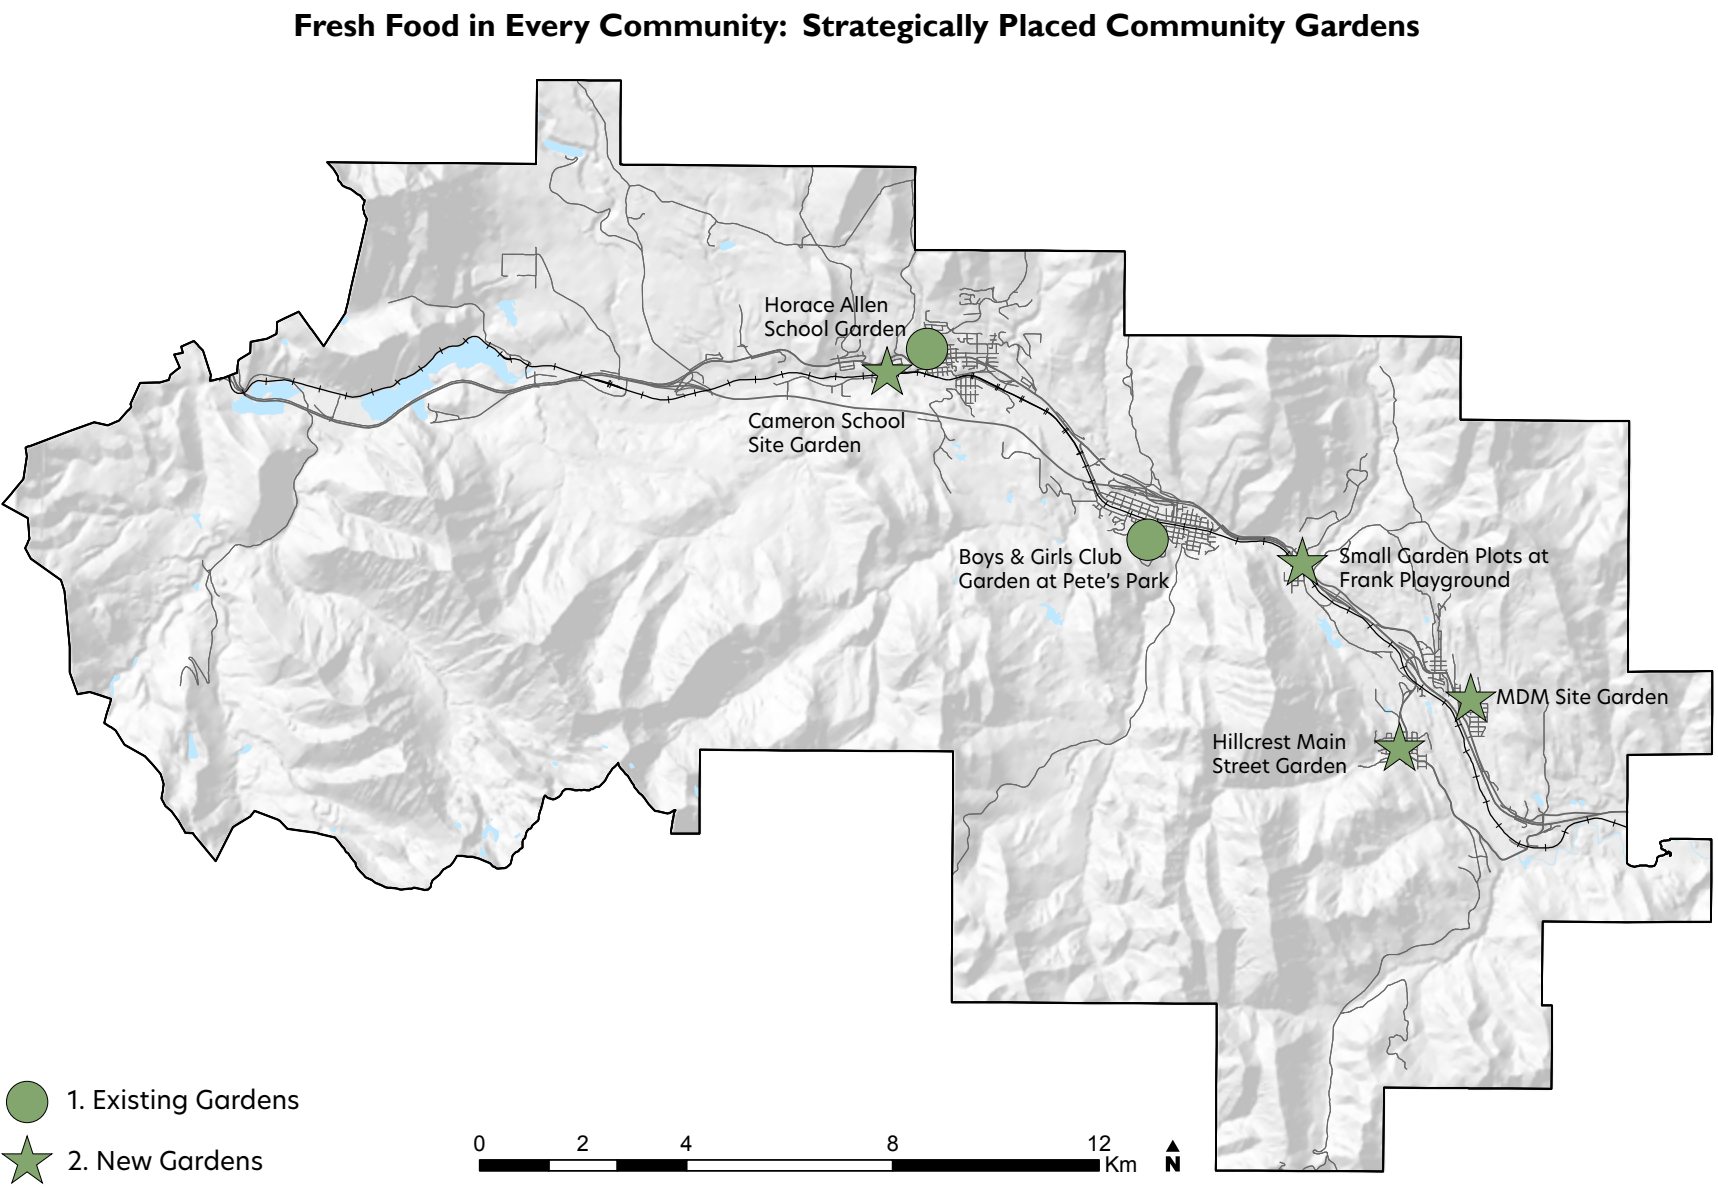 Fresh Food in Every Community:  Strategically Placed Community Gardens
Horace Allen
School Garden
Cameron School
Site Garden
Boys & Girls Club
Garden at Pete's Park
Small Garden Plots at
Frank Playground
MDM Site Garden
Hillcrest Main
Street Garden
1. Existing Gardens
2. New Gardens
0 2 4 8 12
Km
N